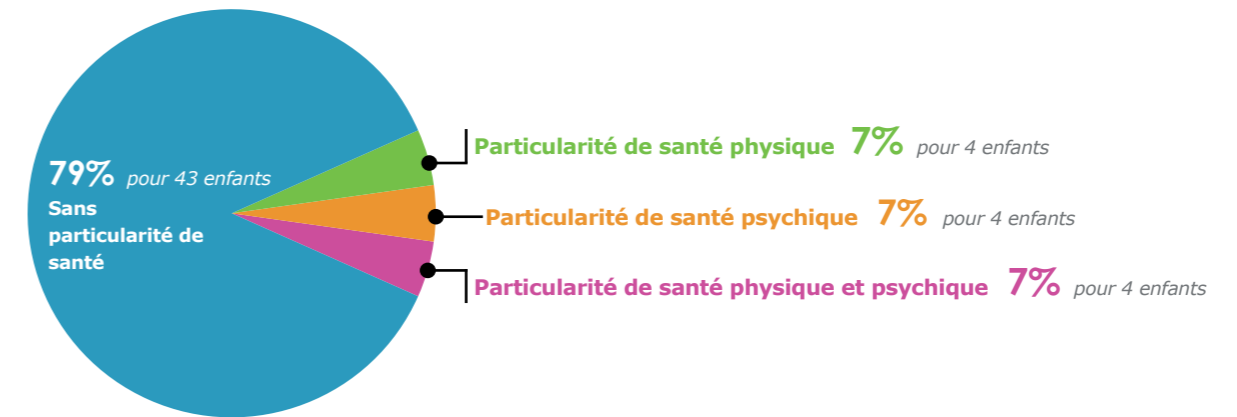 79% pour 43 enfants
Sans
particularité de
santé
Particularité de santé physique 7% pour 4 enfants
Particularité de santé psychique 7% pour 4 enfants
Particularité de santé physique et psychique 7% pour 4 enfants